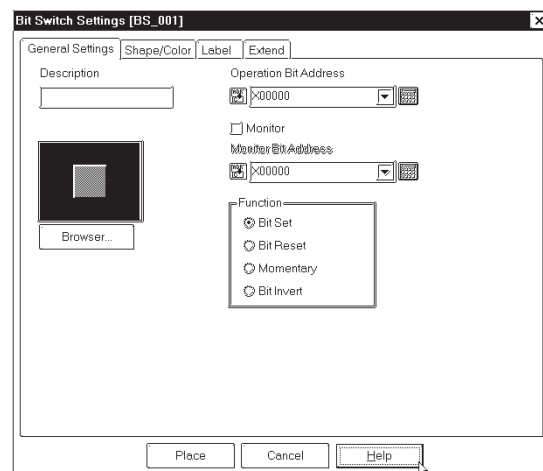 Bit Switch Settings [BS_001]
General Settings Shape/Color Label Extend
Description
Operation Bit Address
X00000
Monitor
Monitor Bit Address
X00000
Browser...
Function
Bit Set
Bit Reset
Momentary
Bit Invert
Place Cancel Help